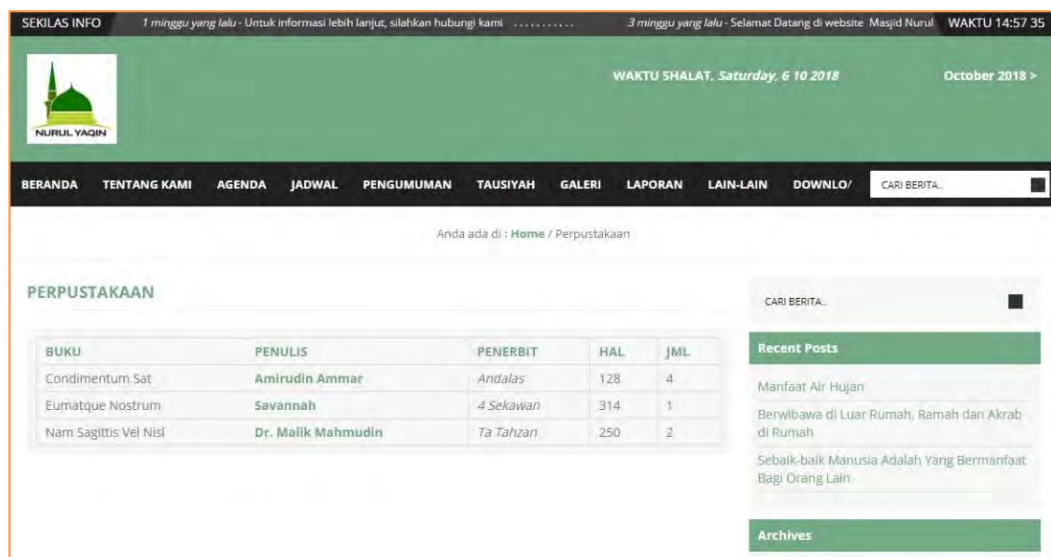 SEKILAS INFO 1 minggu yang lalu - Untuk informasi lebih lanjut, silahkan hubungi kami ........... 3 minggu yang lalu - Selamat Datang di website Masjid Nurul WAKTU 14:57 35
WAKTU SHALAT, Saturday, 6 10 2018 October 2018 >
NURUL YAQIN
BERANDA TENTANG KAMI AGENDA JADWAL PENGUMUMAN TAUSIYAH GALERI LAPORAN LAIN-LAIN DOWNLO/ CARI BERITA..
Anda ada di : Home / Perpustakaan
PERPUSTAKAAN
BUKU PENULIS PENERBIT HAL JML
Condimentum Sat Amirudin Ammar Andalas 128 4
Eumatque Nostrum Savannah 4 Sekawan 314 1
Nam Sagittis Vel Nisl Dr. Malik Mahmudin Ta Tahzan 250 2
CARI BERITA..
Recent Posts
Manfaat Air Hujan
Berwibawa di Luar Rumah, Ramah dan Akrab
di Rumah
Sebaik-baik Manusia Adalah Yang Bermanfaat
Bagi Orang Lain
Archives